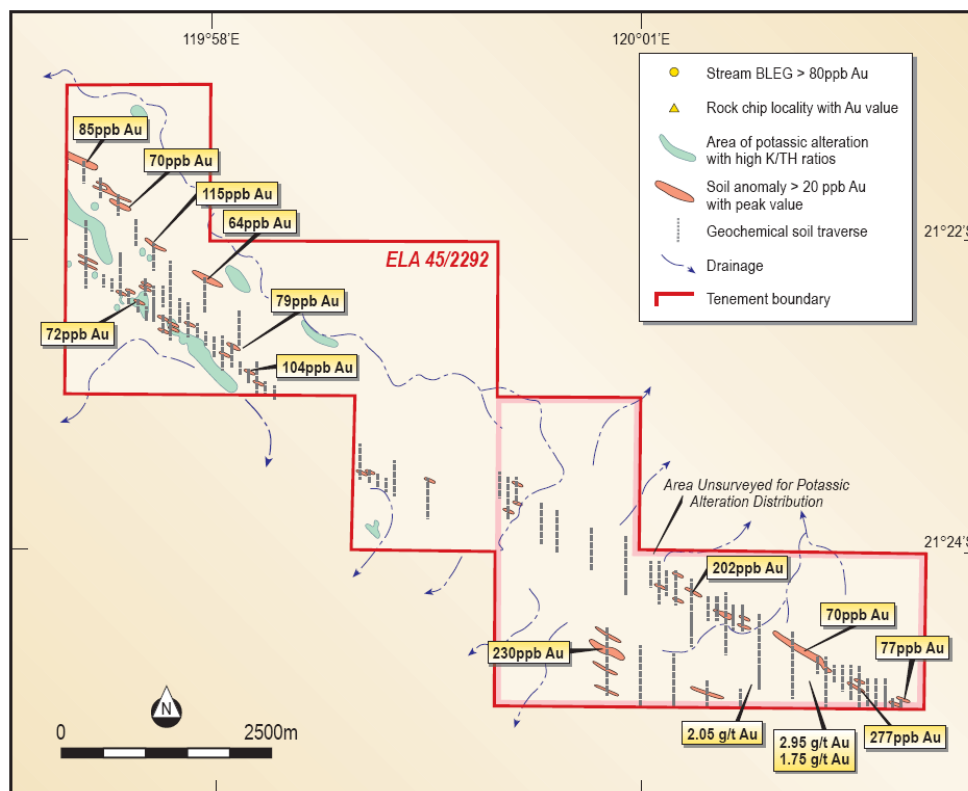 119°58'E
120°01'E
Stream BLEG > 80ppb Au
Rock chip locality with Au value
Area of potassic alteration
with high K/TH ratios
Soil anomaly > 20 ppb Au
with peak value
Geochemical soil traverse
Drainage
Tenement boundary
85ppb Au
70ppb Au
115ppb Au
64ppb Au
21°22'S
ELA 45/2292
79ppb Au
72ppb Au
104ppb Au
Area Unsurveyed for Potassic
Alteration Distribution
21°24'S
202ppb Au
70ppb Au
230ppb Au
77ppb Au
N
0
2500m
2.05 g/t Au
2.95 g/t Au
1.75 g/t Au
277ppb Au